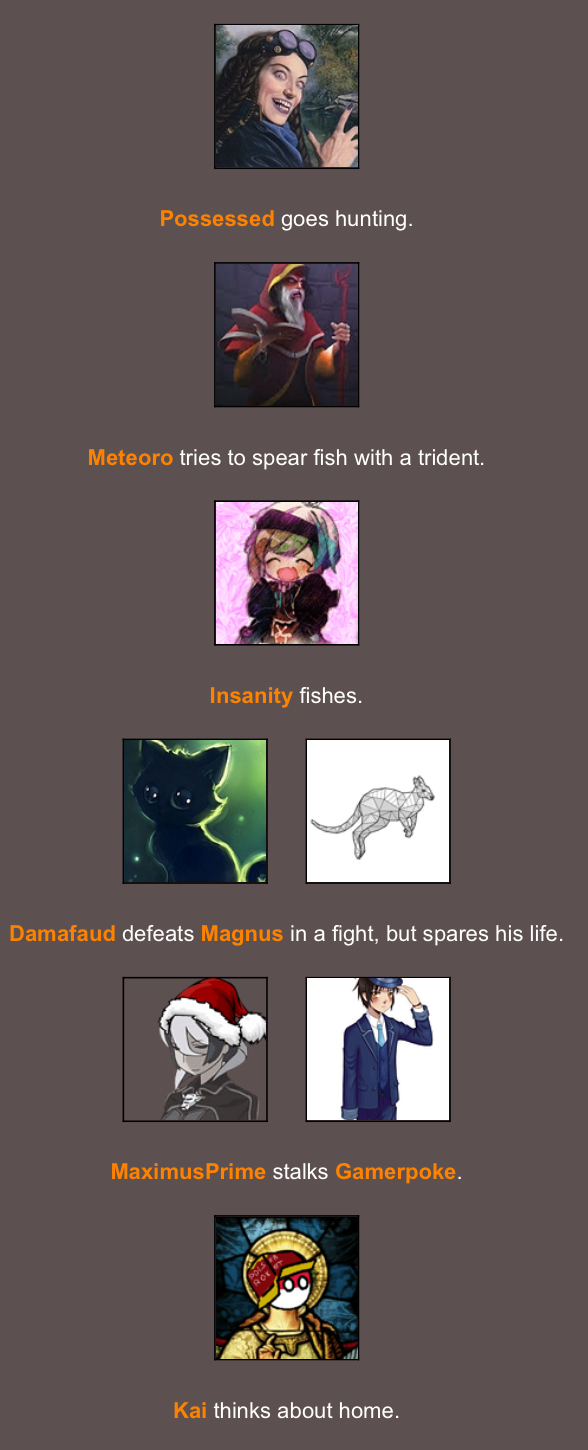 Possessed goes hunting.
Meteoro tries to spear fish with a trident.
Insanity fishes.
Damafaud defeats Magnus in a fight, but spares his life.
MaximusPrime stalks Gamerpoke.
Kai thinks about home.